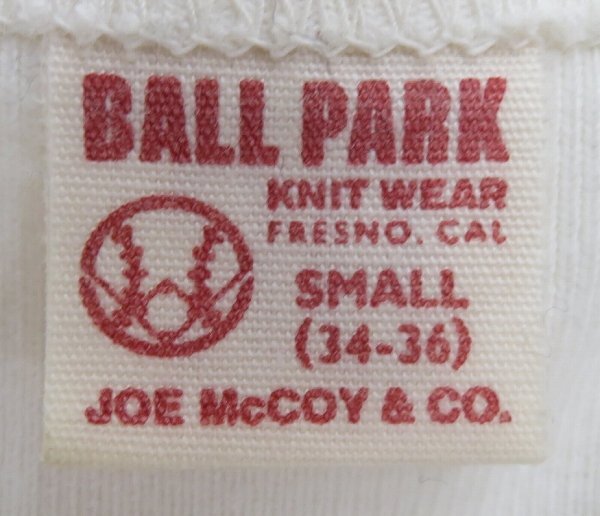 BALL PARK
KNIT WEAR
FRESNO, CAL
SMALL
(34-36)
JOE McCOY & CO.